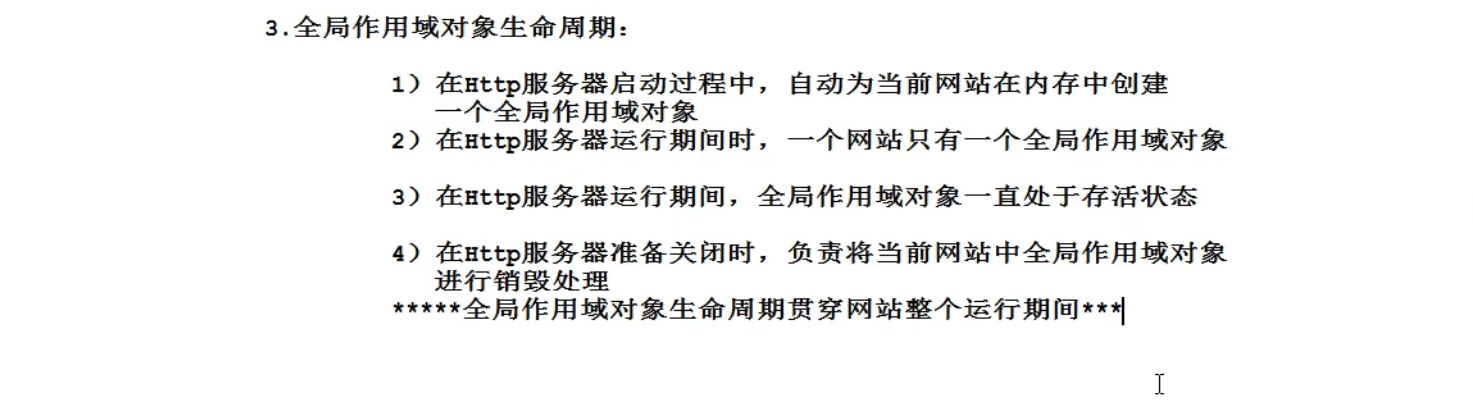 3.全局作用域对象生命周期：
1）在Http服务器启动过程中，自动为当前网站在内存中创建
一个全局作用域对象
2）在Http服务器运行期间时，一个网站只有一个全局作用域对象
3）在Http服务器运行期间，全局作用域对象一直处于存活状态
4）在Http服务器准备关闭时，负责将当前网站中全局作用域对象
进行销毁处理
*****全局作用域对象生命周期贯穿网站整个运行期间***